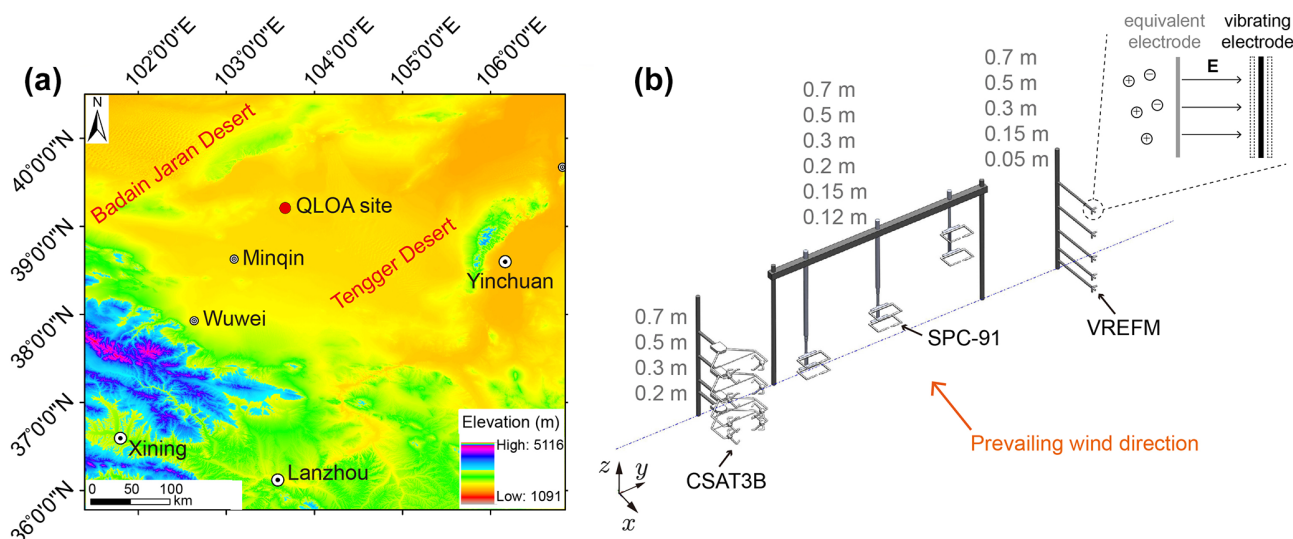 (a)
102°0'0"E
103°0'0"E
104°0'0"E
105°0'0"E
106°0'0"E
40°0'0"N
39°0'0"N
38°0'0"N
37°0'0"N
36°0'0"N
N
Badain Jaran Desert
QLOA site
Minqin
Tengger Desert
Yinchuan
Wuwei
Xining
Lanzhou
Elevation (m)
High: 5116
Low: 1091
0 50 100
km
(b)
equivalent
electrode
vibrating
electrode
E
0.7 m
0.5 m
0.3 m
0.15 m
0.05 m
0.7 m
0.5 m
0.3 m
0.2 m
0.15 m
0.12 m
0.7 m
0.5 m
0.3 m
0.2 m
SPC-91
VREFM
CSAT3B
Prevailing wind direction
z
y
x